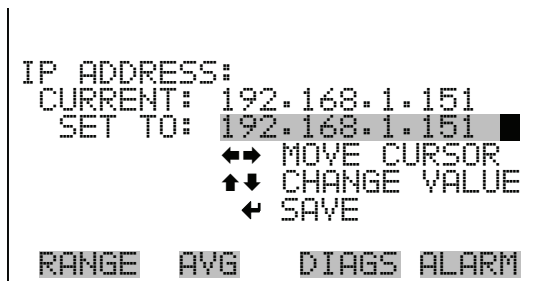 IP ADDRESS:
CURRENT: 192.168.1.151
SET TO: 192.168.1.151
⬅➡ MOVE CURSOR
⬆⬇ CHANGE VALUE
↵ SAVE
RANGE AVG DIAGS ALARM